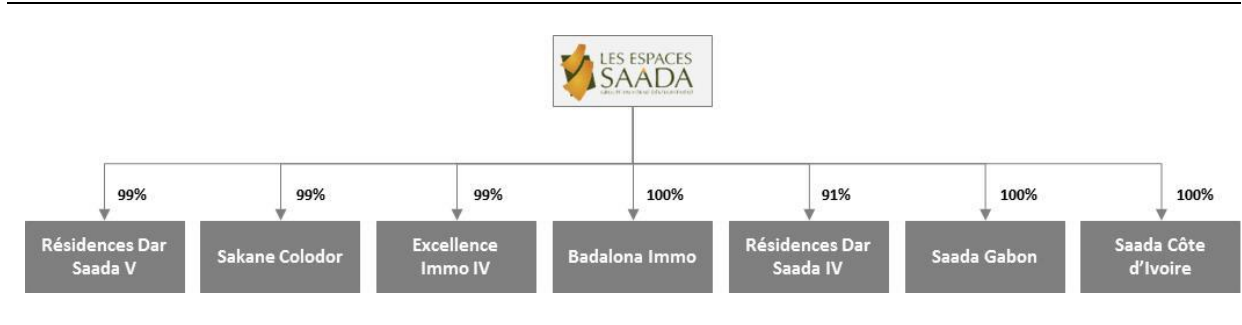 LES ESPACES
SAADA
99%
99%
99%
100%
91%
100%
100%
Résidences Dar
Saada V
Sakane Colodor
Excellence
Immo IV
Badalona Immo
Résidences Dar
Saada IV
Saada Gabon
Saada Côte
d’Ivoire